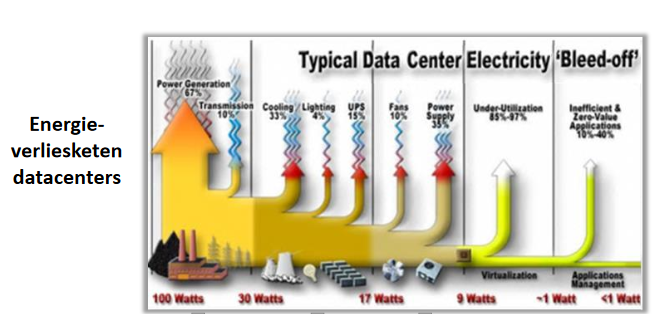 Energie-
verliesketen
datacenters
Typical Data Center Electricity 'Bleed-off'
Power Generation
67%
Transmission
10%
Cooling
33%
Lighting
4%
UPS
15%
Fans
10%
Power
Supply
35%
Under-Utilization
85%-97%
Inefficient &
Zero-Value
Applications
10%-40%
Virtualization
Applications
Management
100 Watts
30 Watts
17 Watts
9 Watts
~1 Watt
<1 Watt